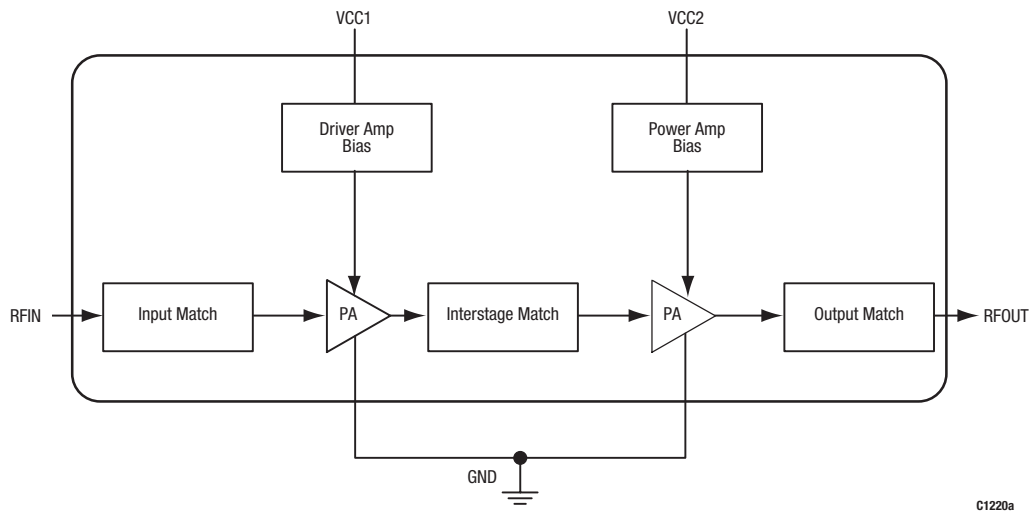 VCC1
VCC2
Driver Amp
Bias
Power Amp
Bias
RFIN
Input Match
PA
Interstage Match
PA
Output Match
RFOUT
GND
C1220a